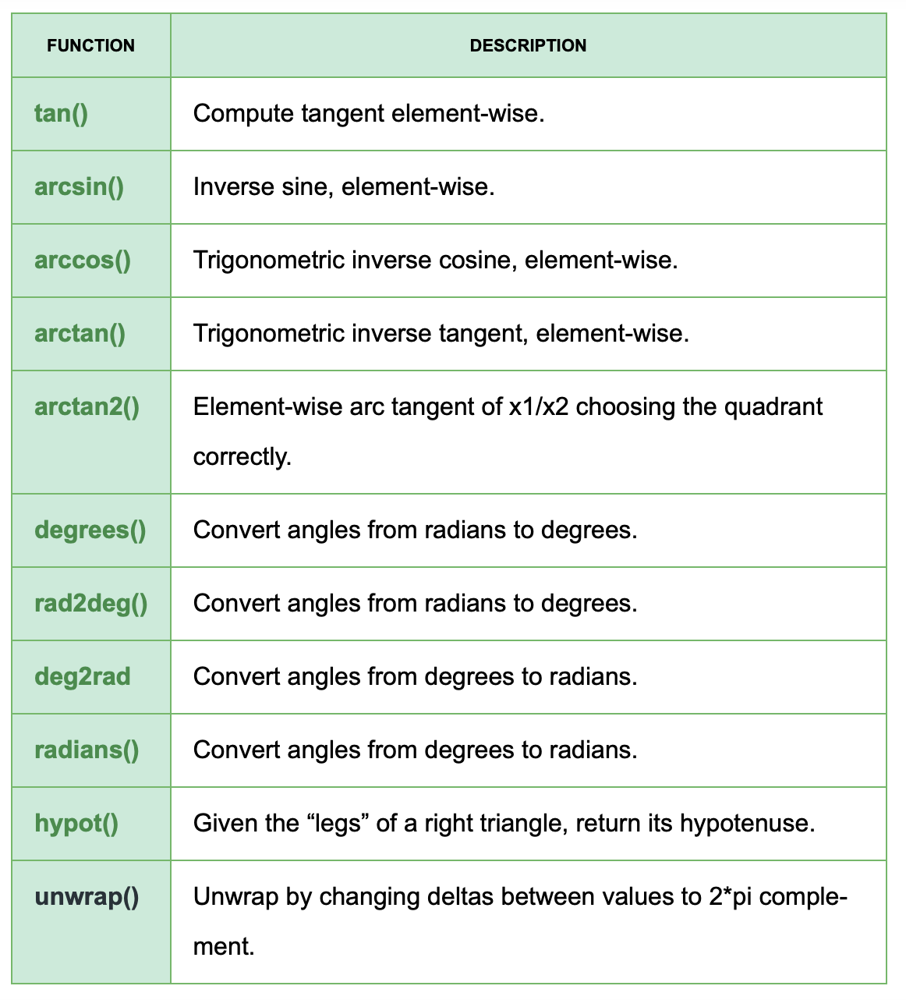 FUNCTION DESCRIPTION
tan() Compute tangent element-wise.
arcsin() Inverse sine, element-wise.
arccos() Trigonometric inverse cosine, element-wise.
arctan() Trigonometric inverse tangent, element-wise.
arctan2() Element-wise arc tangent of x1/x2 choosing the quadrant
correctly.
degrees() Convert angles from radians to degrees.
rad2deg() Convert angles from radians to degrees.
deg2rad Convert angles from degrees to radians.
radians() Convert angles from degrees to radians.
hypot() Given the “legs” of a right triangle, return its hypotenuse.
unwrap() Unwrap by changing deltas between values to 2*pi comple-
ment.